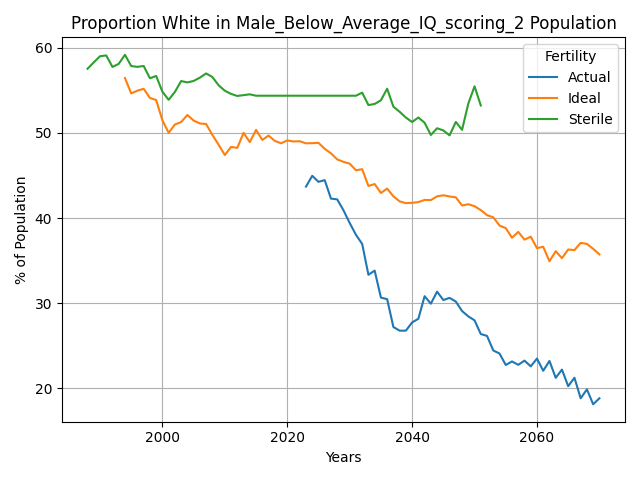 Proportion White in Male_Below_Average_IQ_scoring_2 Population
Fertility
Actual
Ideal
Sterile
% of Population
60
50
40
30
20
2000
2020
2040
2060
Years